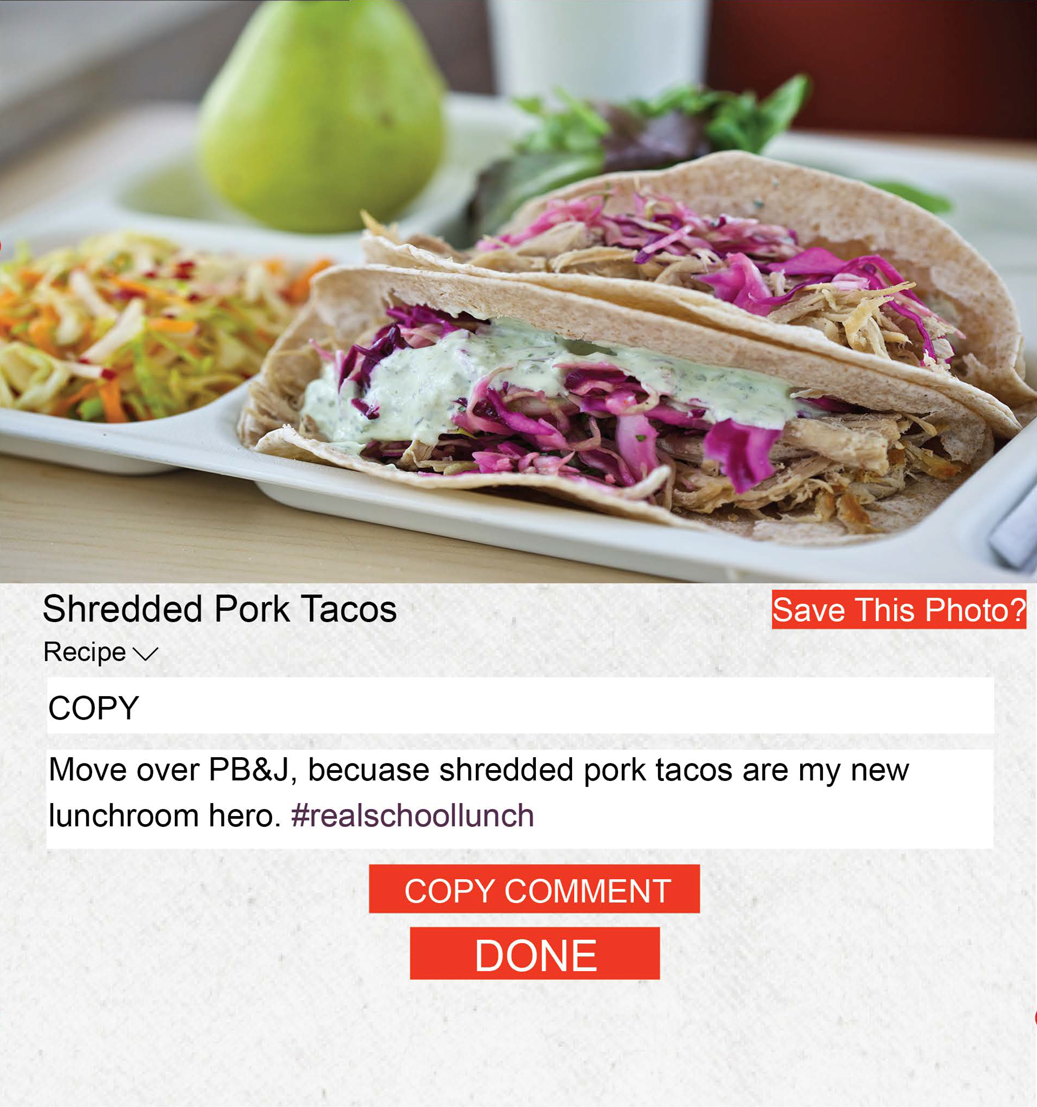 Shredded Pork Tacos
Save This Photo?
Recipe
COPY
Move over PB&J, becuase shredded pork tacos are my new
lunchroom hero. #realschoollunch
COPY COMMENT
DONE